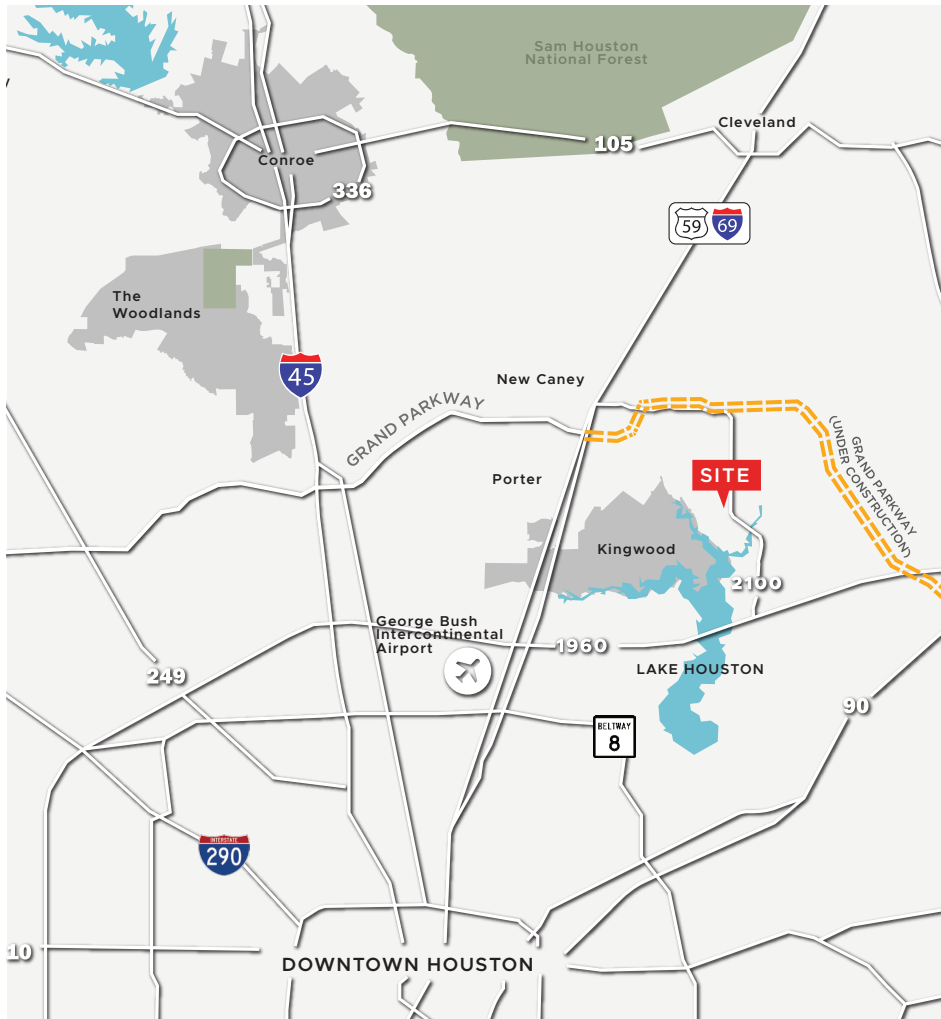 Sam Houston
National Forest
Cleveland
105
Conroe
336
59
69
The
Woodlands
45
New Caney
GRAND PARKWAY
GRAND PARKWAY
(UNDER CONSTRUCTION)
Porter
SITE
Kingwood
2100
George Bush
Intercontinental
Airport
1960
LAKE HOUSTON
249
90
BELTWAY
8
INTERSTATE
290
10
DOWNTOWN HOUSTON